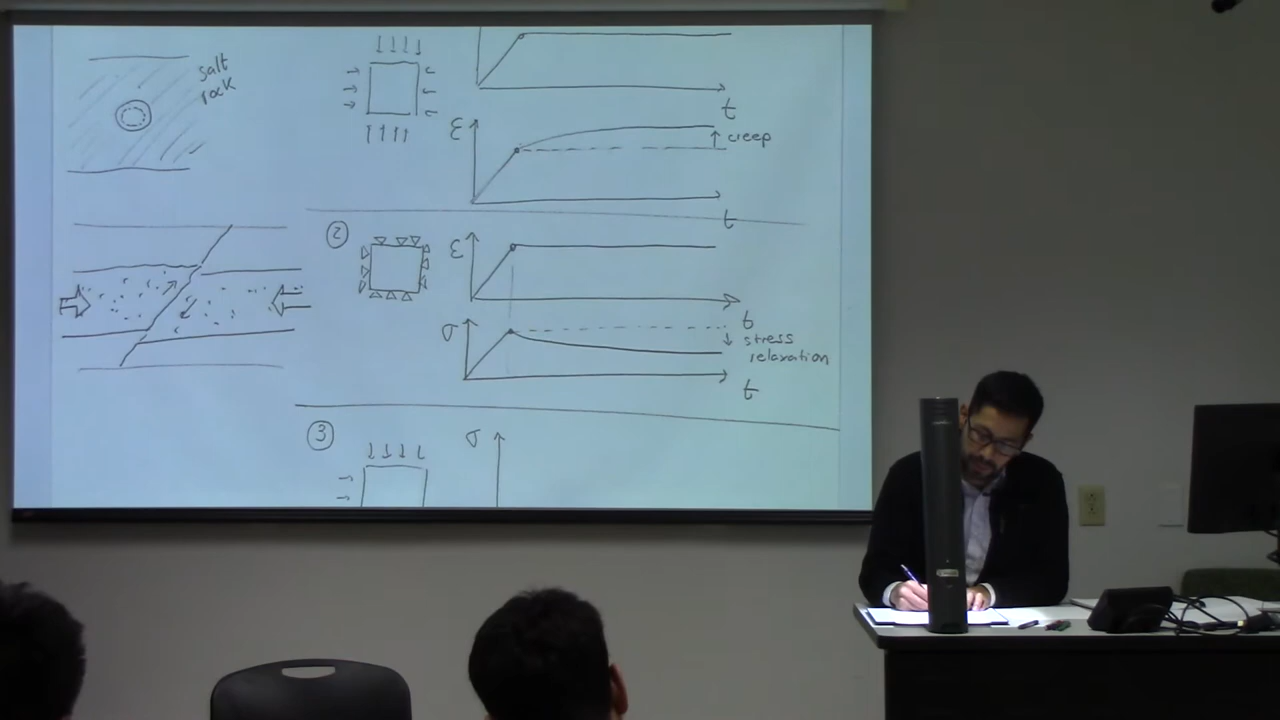 salt
rock
t
ε
creep
t
②
ε
t
σ
stress
relaxation
t
③
σ